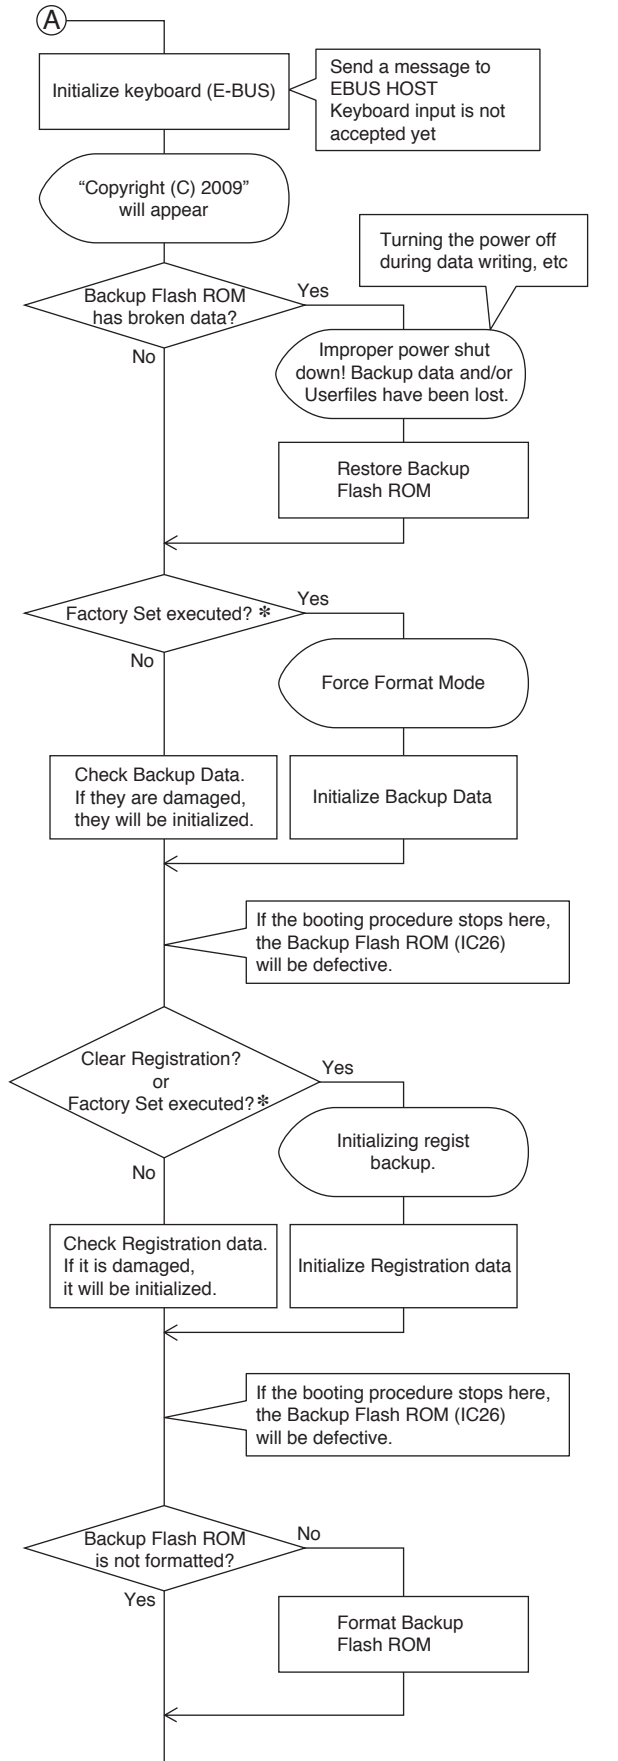 A
Initialize keyboard (E-BUS)
Send a message to
EBUS HOST
Keyboard input is not
accepted yet
“Copyright (C) 2009”
will appear
Turning the power off
during data writing, etc
Backup Flash ROM
has broken data?
Yes
No
Improper power shut
down! Backup data and/or
Userfiles have been lost.
Restore Backup
Flash ROM
Factory Set executed? *
Yes
No
Force Format Mode
Check Backup Data.
If they are damaged,
they will be initialized.
Initialize Backup Data
If the booting procedure stops here,
the Backup Flash ROM (IC26)
will be defective.
Clear Registration?
or
Factory Set executed? *
Yes
No
Initializing regist
backup.
Check Registration data.
If it is damaged,
it will be initialized.
Initialize Registration data
If the booting procedure stops here,
the Backup Flash ROM (IC26)
will be defective.
Backup Flash ROM
is not formatted?
No
Yes
Format Backup
Flash ROM